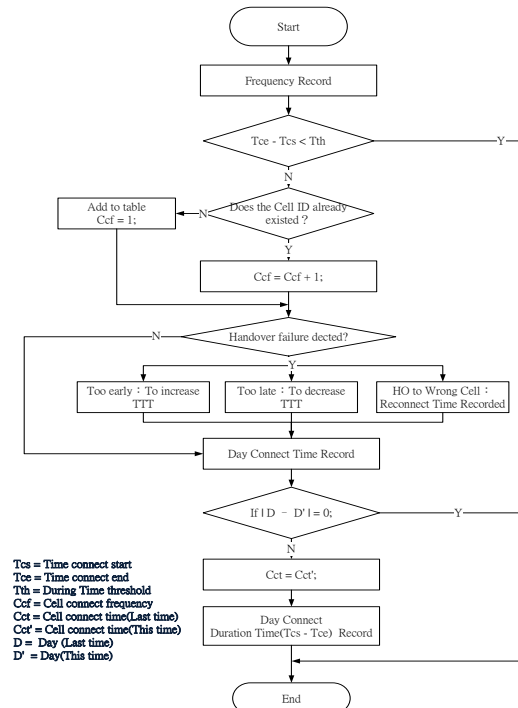 Start
Frequency Record
Tce - Tcs < Tth
Y
N
Does the Cell ID already
existed ?
N
Add to table
Ccf = 1;
Y
Ccf = Ccf + 1;
Handover failure dected?
N
Y
Too early : To increase
TTT
Too late : To decrease
TTT
HO to Wrong Cell :
Reconnect Time Recorded
Day Connect Time Record
If | D - D' | = 0;
Y
N
Cct = Cct';
Day Connect
Duration Time(Tcs - Tce) Record
End
Tcs = Time connect start
Tce = Time connect end
Tth = During Time threshold
Ccf = Cell connect frequency
Cct = Cell connect time(Last time)
Cct' = Cell connect time(This time)
D = Day (Last time)
D' = Day(This time)